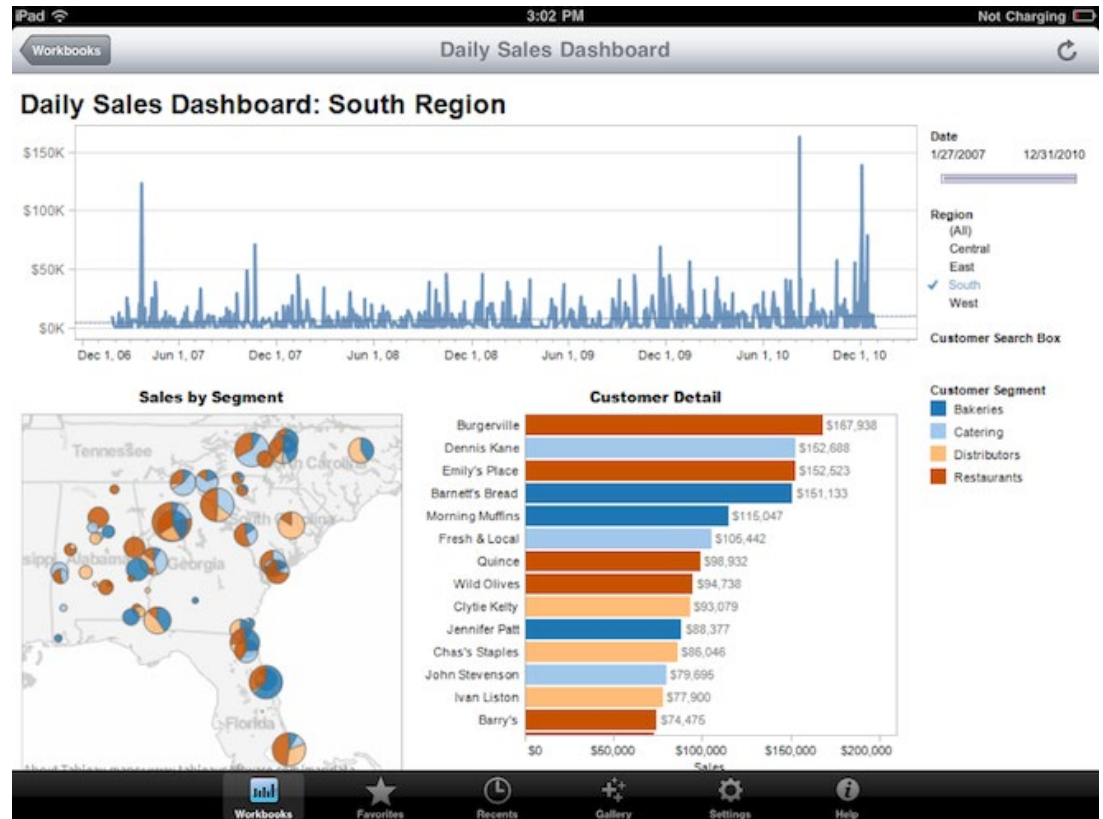 iPad 3:02 PM Not Charging
Workbooks Daily Sales Dashboard
Daily Sales Dashboard: South Region
$150K
$100K
$50K
$0K
Dec 1, 06 Jun 1, 07 Dec 1, 07 Jun 1, 08 Dec 1, 08 Jun 1, 09 Dec 1, 09 Jun 1, 10 Dec 1, 10
Date
1/27/2007 12/31/2010
Region
(All)
Central
East
South
West
Customer Search Box
Customer Segment
Bakeries
Catering
Distributors
Restaurants
Sales by Segment
Tennessee
Carolina
South Carolina
Alabama
Georgia
Florida
Customer Detail
Burgerville $167,938
Dennis Kane $152,688
Emily's Place $152,523
Barnett's Bread $151,133
Morning Muffins $115,047
Fresh & Local $105,442
Quince $98,932
Wild Olives $94,738
Clytie Kelty $93,079
Jennifer Patt $88,377
Chas's Staples $86,046
John Stevenson $79,695
Ivan Liston $77,900
Barry's $74,475
$0 $50,000 $100,000 $150,000 $200,000
Sales
Workbooks Favorites Recents Gallery Settings Help